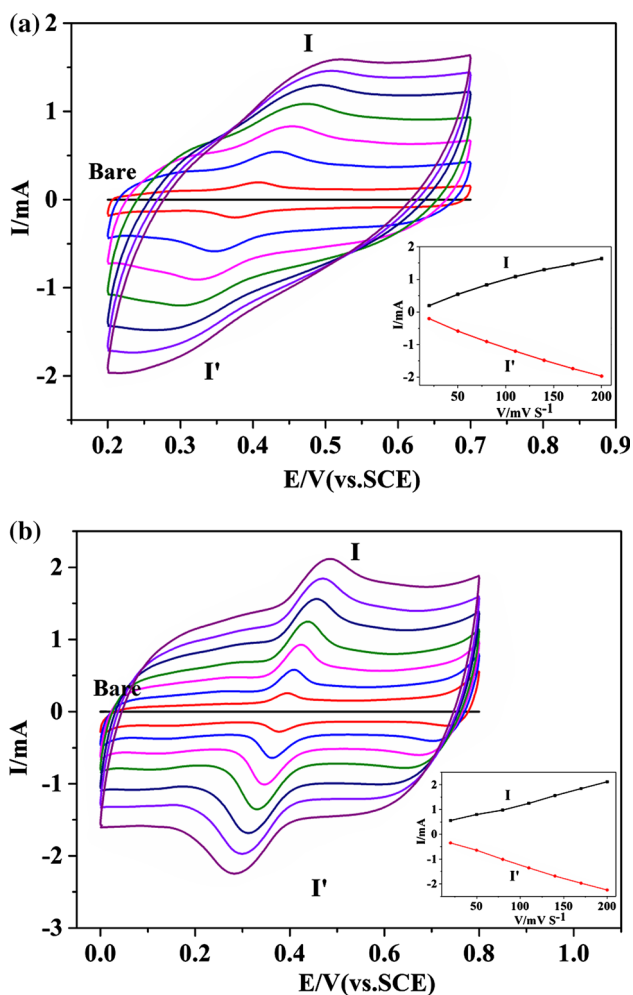 (a)
2
1
0
-1
-2
I/mA
I
Bare
I'
0.2 0.3 0.4 0.5 0.6 0.7 0.8 0.9
E/V(vs.SCE)
2
1
0
-1
-2
I/mA
I
I'
50 100 150 200
V/mV S⁻¹
(b)
2
1
0
-1
-2
-3
I/mA
I
Bare
I'
0.0 0.2 0.4 0.6 0.8 1.0
E/V(vs.SCE)
2
1
0
-1
-2
I/mA
I
I'
50 100 150 200
V/mV S⁻¹